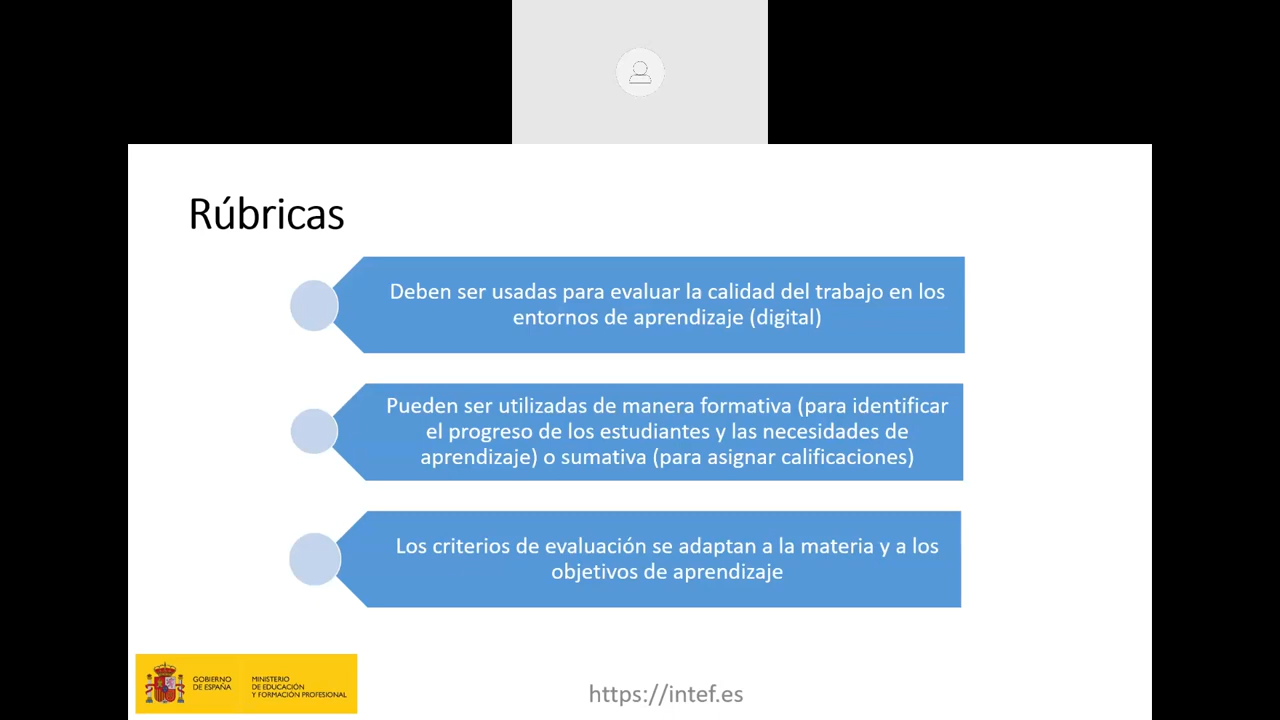 Rúbricas
Deben ser usadas para evaluar la calidad del trabajo en los
entornos de aprendizaje (digital)
Pueden ser utilizadas de manera formativa (para identificar
el progreso de los estudiantes y las necesidades de
aprendizaje) o sumativa (para asignar calificaciones)
Los criterios de evaluación se adaptan a la materia y a los
objetivos de aprendizaje
GOBIERNO
DE ESPAÑA
MINISTERIO
DE EDUCACIÓN
Y FORMACIÓN PROFESIONAL
https://intef.es